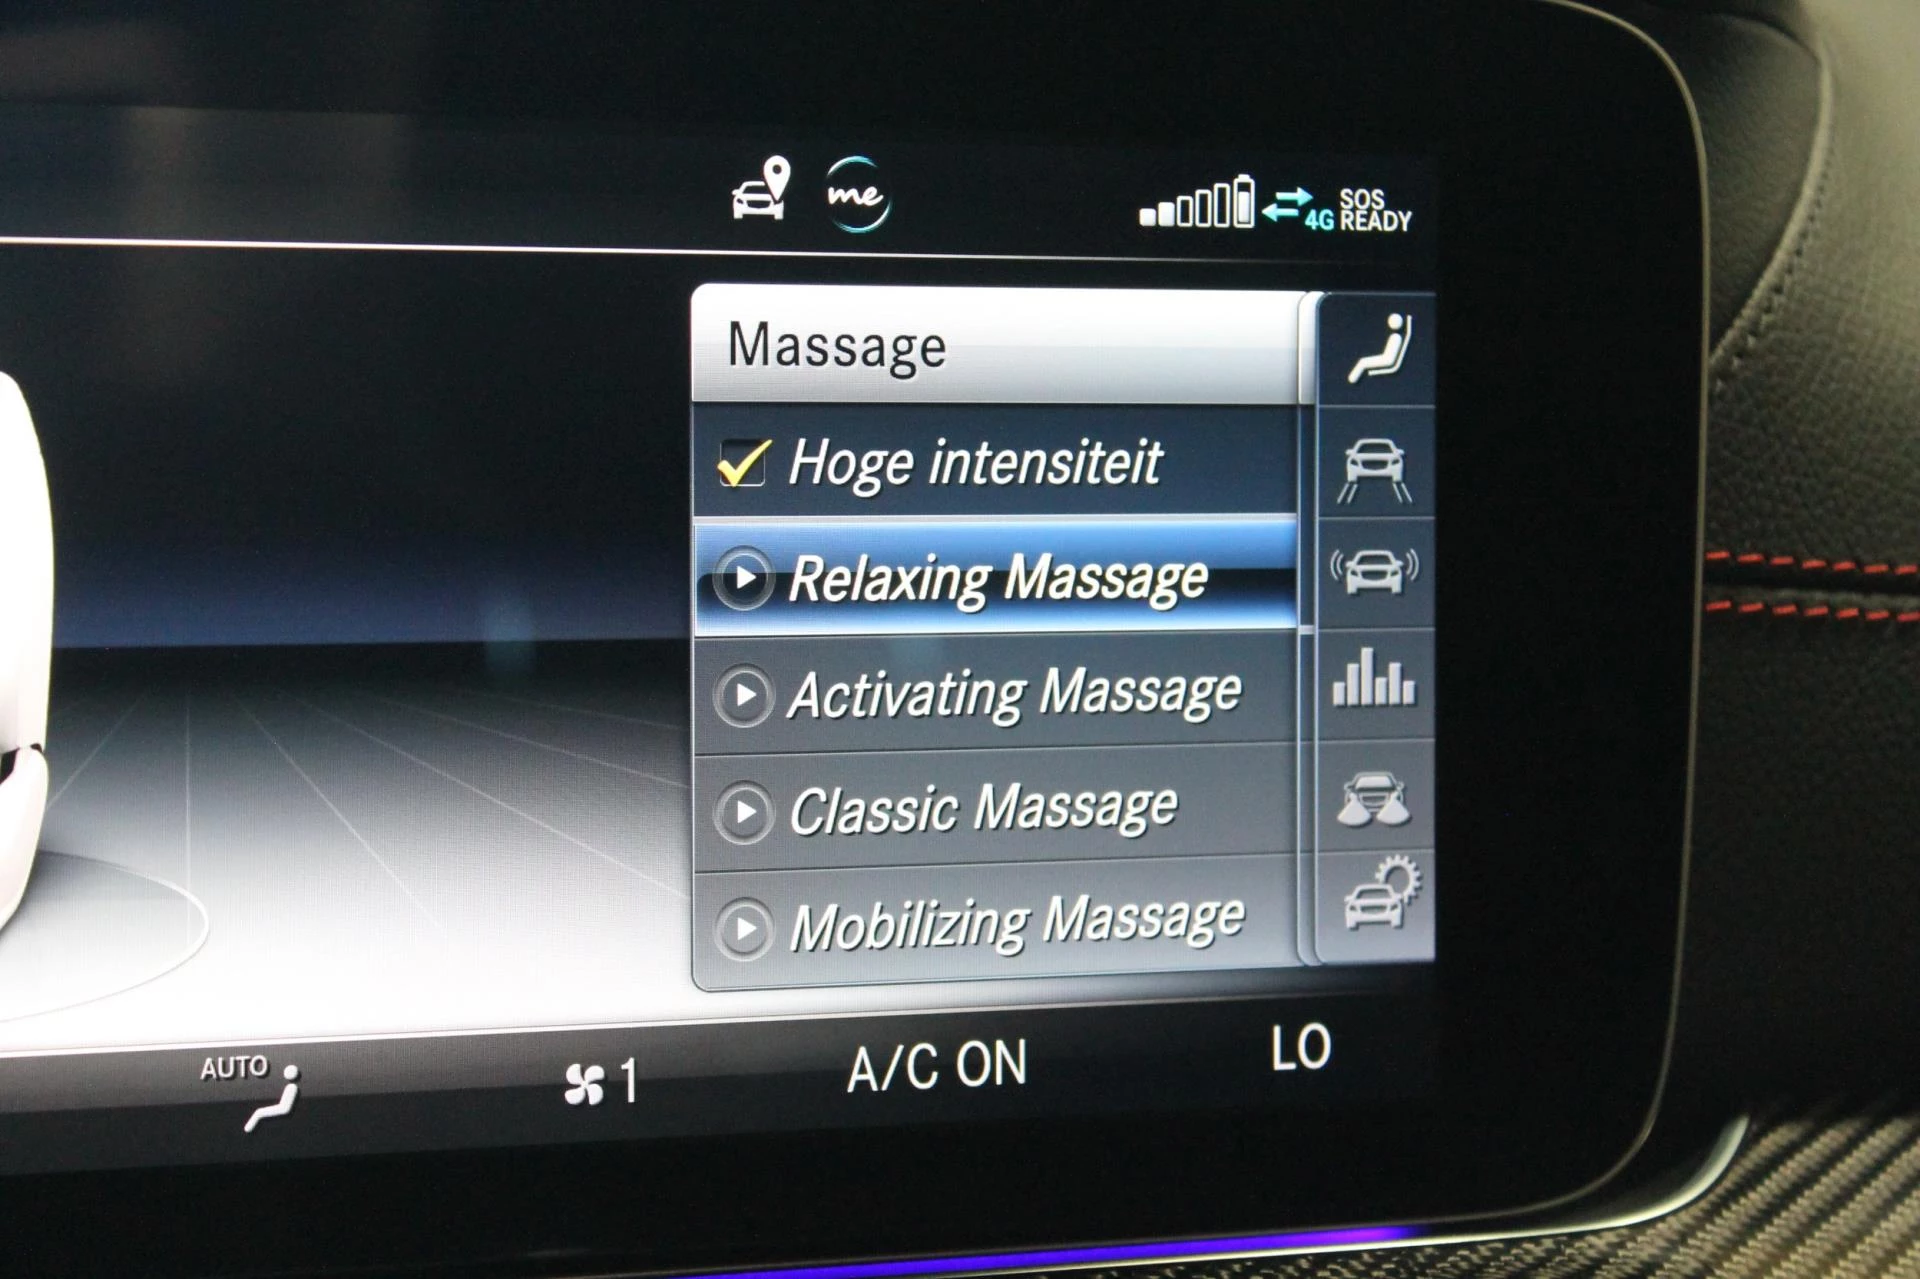 me
4G
SOS
READY
Massage
Hoge intensiteit
Relaxing Massage
Activating Massage
Classic Massage
Mobilizing Massage
AUTO
1
A/C ON
LO